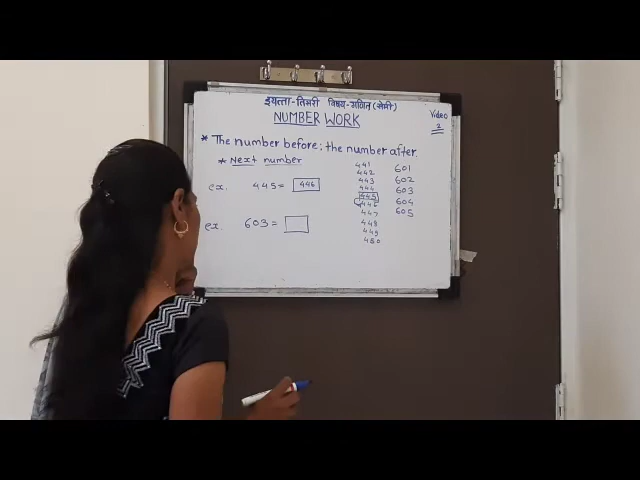 इयत्ता-तिसरी विषय-गणित (सेमी)
NUMBER WORK
Video 2
* The number before; the number after.
* Next number
ex. 445 = 446
ex. 603 =
441
442
443
444
445
446
447
448
449
450
601
602
603
604
605